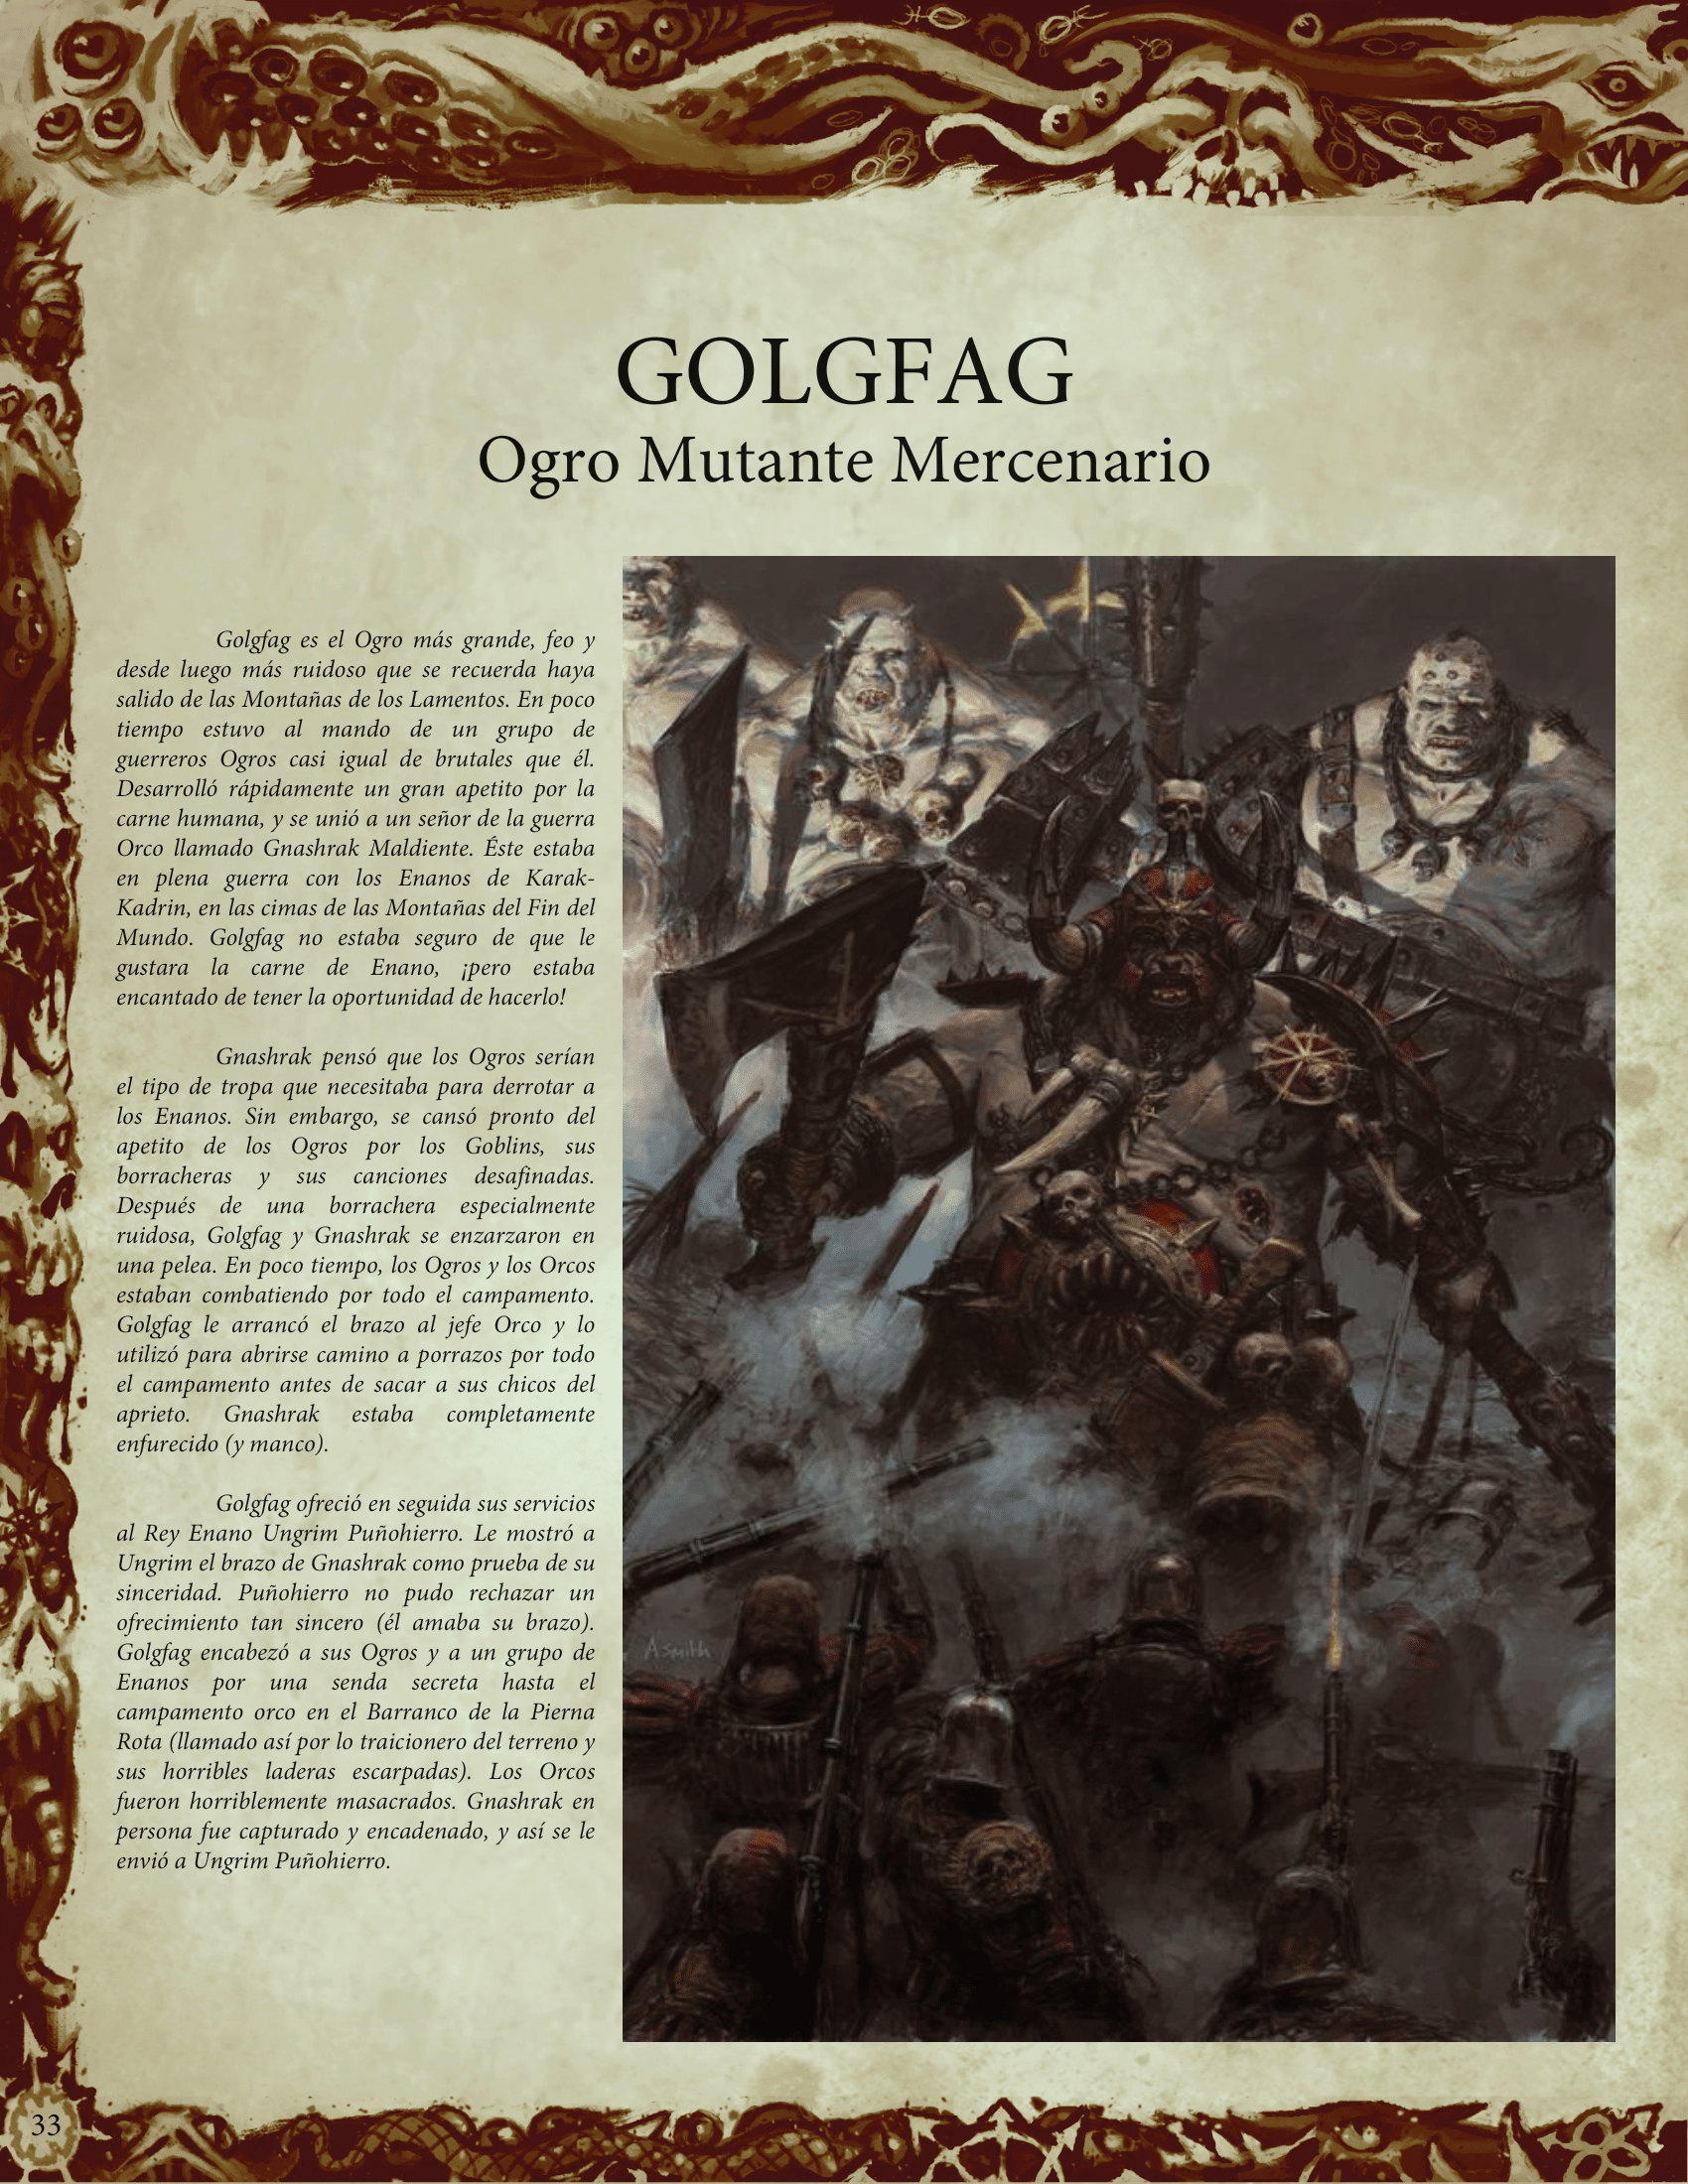 GOLGFAG
Ogro Mutante Mercenario
Golgfag es el Ogro más grande, feo y
desde luego más ruidoso que se recuerda haya
salido de las Montañas de los Lamentos. En poco
tiempo estuvo al mando de un grupo de
guerreros Ogros casi igual de brutales que él.
Desarrolló rápidamente un gran apetito por la
carne humana, y se unió a un señor de la guerra
Orco llamado Gnashrak Maldiente. Éste estaba
en plena guerra con los Enanos de Karak-
Kadrin, en las cimas de las Montañas del Fin del
Mundo. Golgfag no estaba seguro de que le
gustara la carne de Enano, ¡pero estaba
encantado de tener la oportunidad de hacerlo!
Gnashrak pensó que los Ogros serían
el tipo de tropa que necesitaba para derrotar a
los Enanos. Sin embargo, se cansó pronto del
apetito de los Ogros por los Goblins, sus
borracheras y sus canciones desafinadas.
Después de una borrachera especialmente
ruidosa, Golgfag y Gnashrak se enzarzaron en
una pelea. En poco tiempo, los Ogros y los Orcos
estaban combatiendo por todo el campamento.
Golgfag le arrancó el brazo al jefe Orco y lo
utilizó para abrirse camino a porrazos por todo
el campamento antes de sacar a sus chicos del
aprieto. Gnashrak estaba completamente
enfurecido (y manco).
Golgfag ofreció en seguida sus servicios
al Rey Enano Ungrim Puñohierro. Le mostró a
Ungrim el brazo de Gnashrak como prueba de su
sinceridad. Puñohierro no pudo rechazar un
ofrecimiento tan sincero (él amaba su brazo).
Golgfag encabezó a sus Ogros y a un grupo de
Enanos por una senda secreta hasta el
campamento orco en el Barranco de la Pierna
Rota (llamado así por lo traicionero del terreno y
sus horribles laderas escarpadas). Los Orcos
fueron horriblemente masacrados. Gnashrak en
persona fue capturado y encadenado, y así se le
envió a Ungrim Puñohierro.
A Smith
33